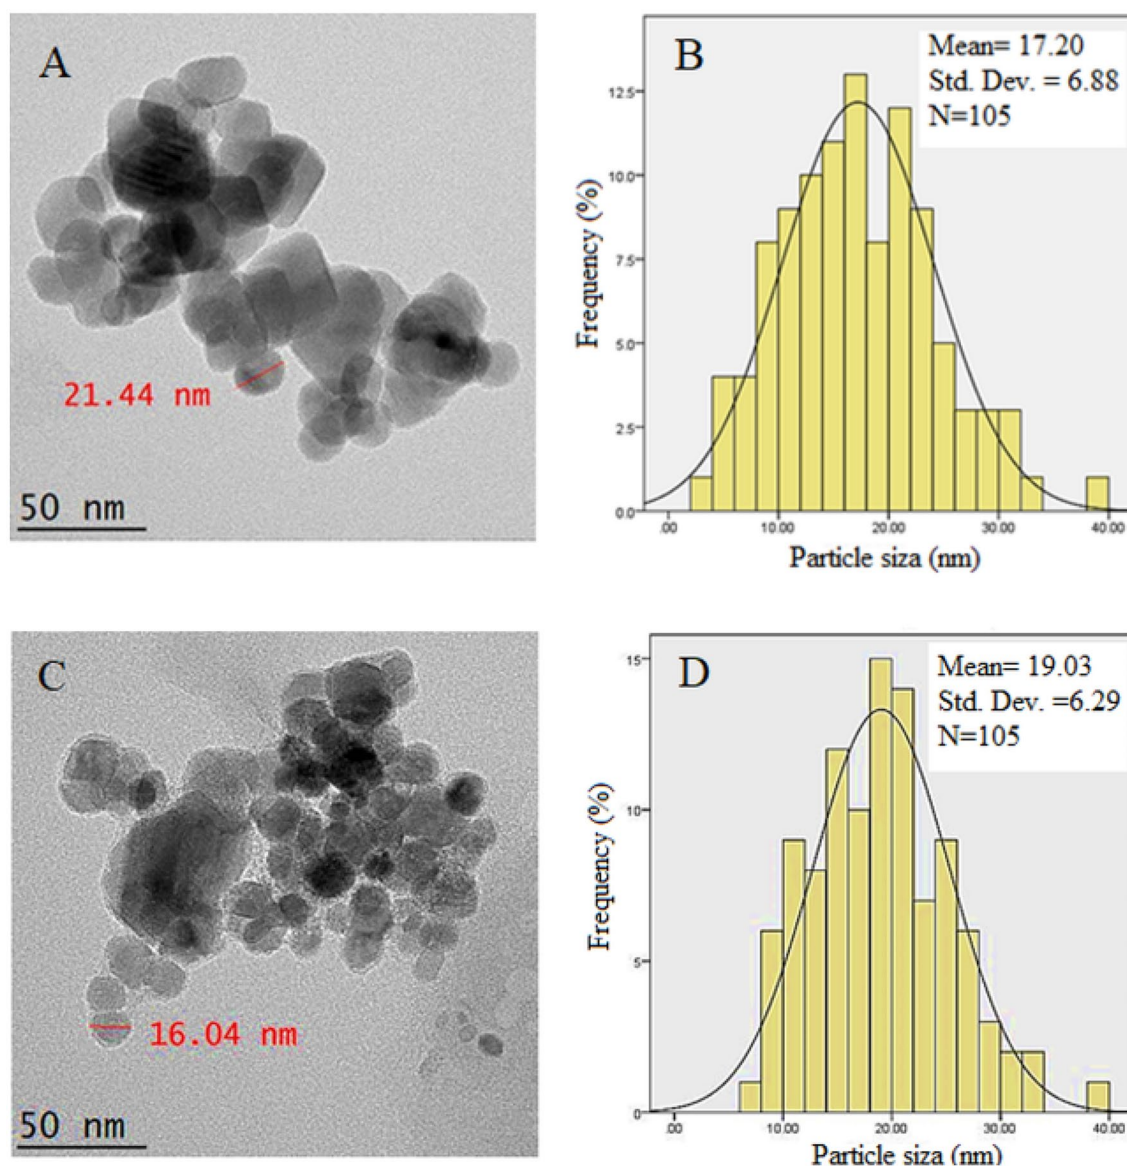 A
21.44 nm
50 nm
B
Mean= 17.20
Std. Dev. = 6.88
N=105
Frequency (%)
12.5
10.0
7.5
5.0
2.5
0.0
.00 10.00 20.00 30.00 40.00
Particle siza (nm)
C
16.04 nm
50 nm
D
Mean= 19.03
Std. Dev. =6.29
N=105
Frequency (%)
15
10
5
0
.00 10.00 20.00 30.00 40.00
Particle siza (nm)